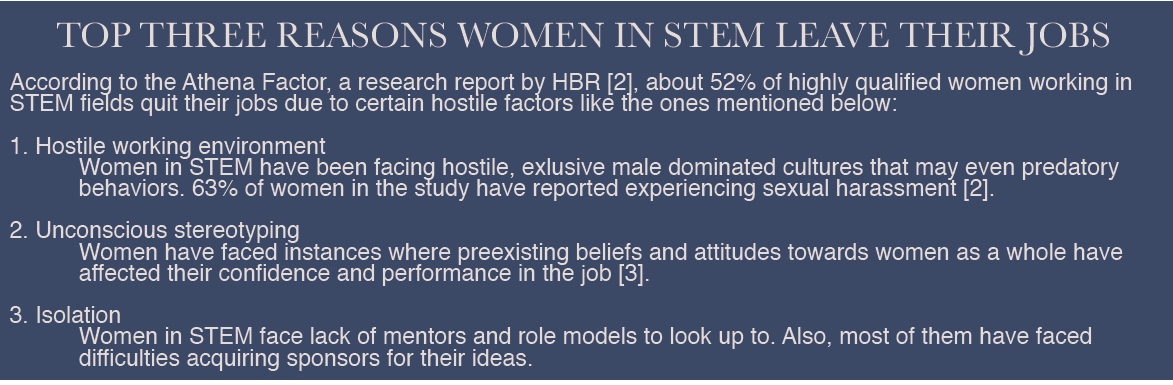 TOP THREE REASONS WOMEN IN STEM LEAVE THEIR JOBS
According to the Athena Factor, a research report by HBR [2], about 52% of highly qualified women working in
STEM fields quit their jobs due to certain hostile factors like the ones mentioned below:
1. Hostile working environment
Women in STEM have been facing hostile, exlusive male dominated cultures that may even predatory
behaviors. 63% of women in the study have reported experiencing sexual harassment [2].
2. Unconscious stereotyping
Women have faced instances where preexisting beliefs and attitudes towards women as a whole have
affected their confidence and performance in the job [3].
3. Isolation
Women in STEM face lack of mentors and role models to look up to. Also, most of them have faced
difficulties acquiring sponsors for their ideas.